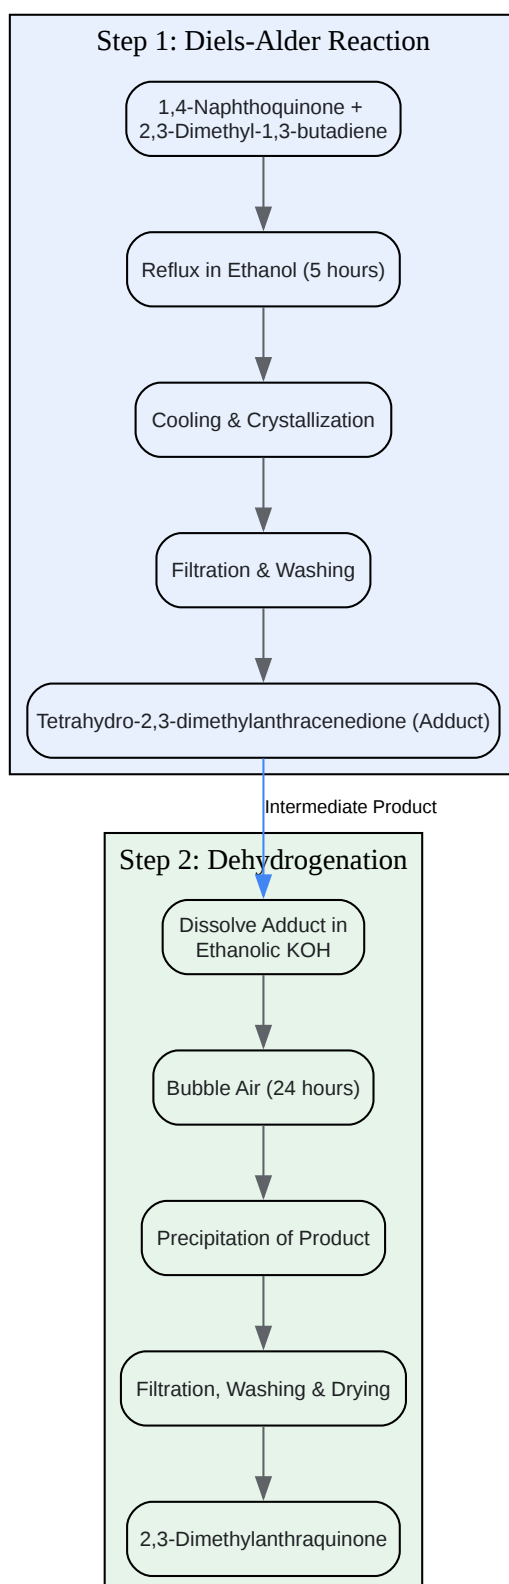 Step 1: Diels-Alder Reaction
1,4-Naphthoquinone +
2,3-Dimethyl-1,3-butadiene
Reflux in Ethanol (5 hours)
Cooling & Crystallization
Filtration & Washing
Tetrahydro-2,3-dimethylanthracenedione (Adduct)
Intermediate Product
Step 2: Dehydrogenation
Dissolve Adduct in
Ethanolic KOH
Bubble Air (24 hours)
Precipitation of Product
Filtration, Washing & Drying
2,3-Dimethylanthraquinone